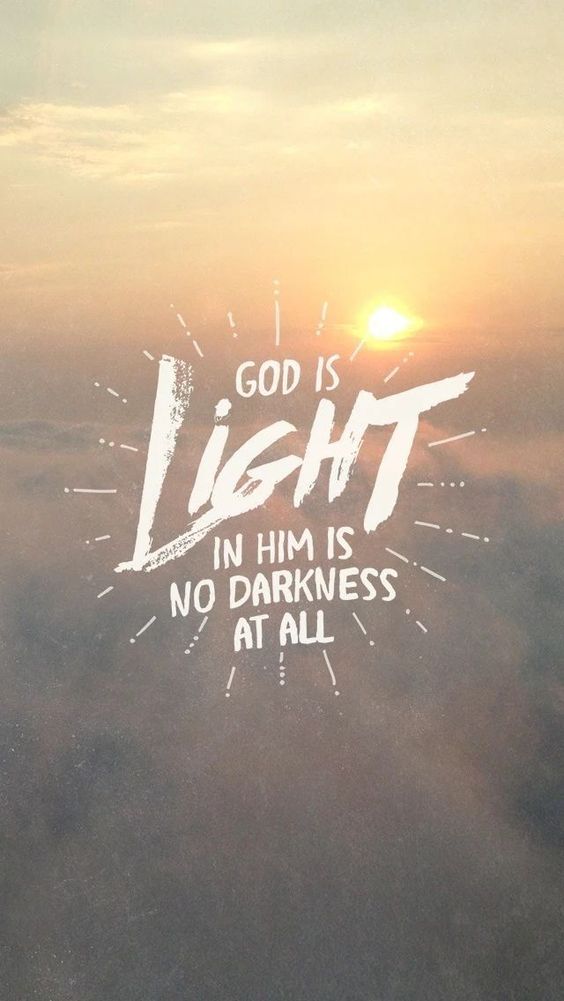 GOD IS
LiGHT
IN HIM IS
NO DARKNESS
AT ALL